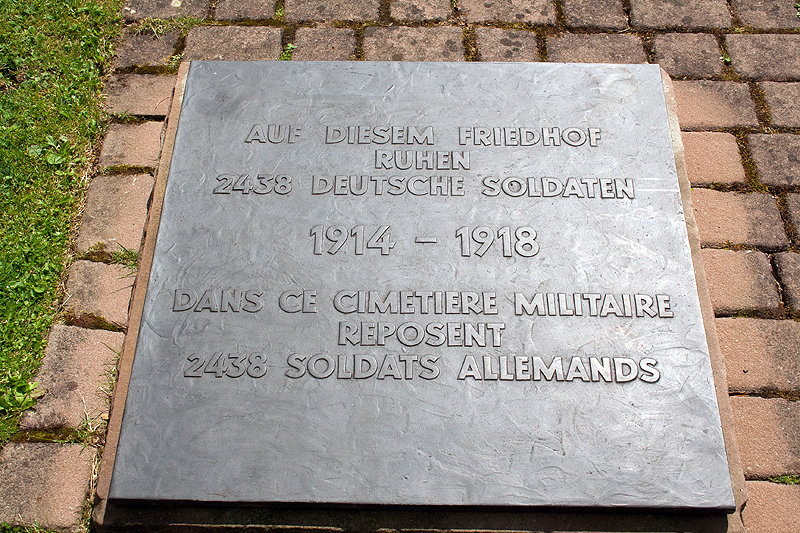 AUF DIESEM FRIEDHOF
RUHEN
2438 DEUTSCHE SOLDATEN
1914 – 1918
DANS CE CIMETIERE MILITAIRE
REPOSENT
2438 SOLDATS ALLEMANDS